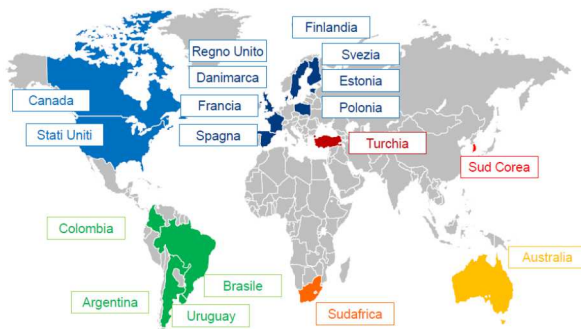 Finlandia
Regno Unito
Svezia
Danimarca
Estonia
Canada
Francia
Polonia
Stati Uniti
Spagna
Turchia
Sud Corea
Colombia
Australia
Brasile
Argentina
Uruguay
Sudafrica